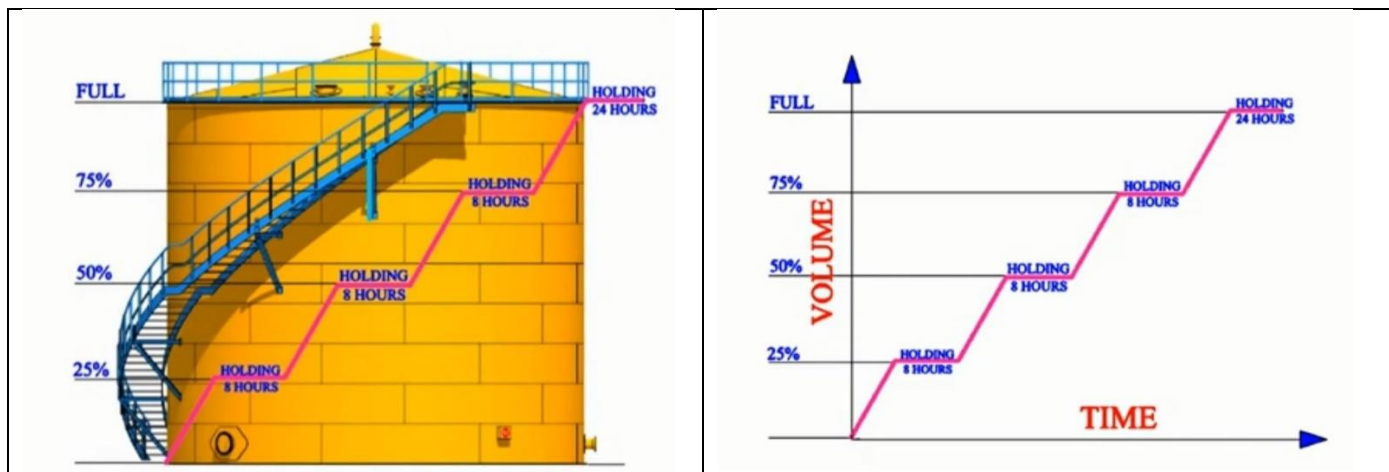 FULL
HOLDING
24 HOURS
75%
HOLDING
8 HOURS
50%
HOLDING
8 HOURS
25%
HOLDING
8 HOURS
FULL
HOLDING
24 HOURS
75%
HOLDING
8 HOURS
VOLUME
50%
HOLDING
8 HOURS
25%
HOLDING
8 HOURS
TIME